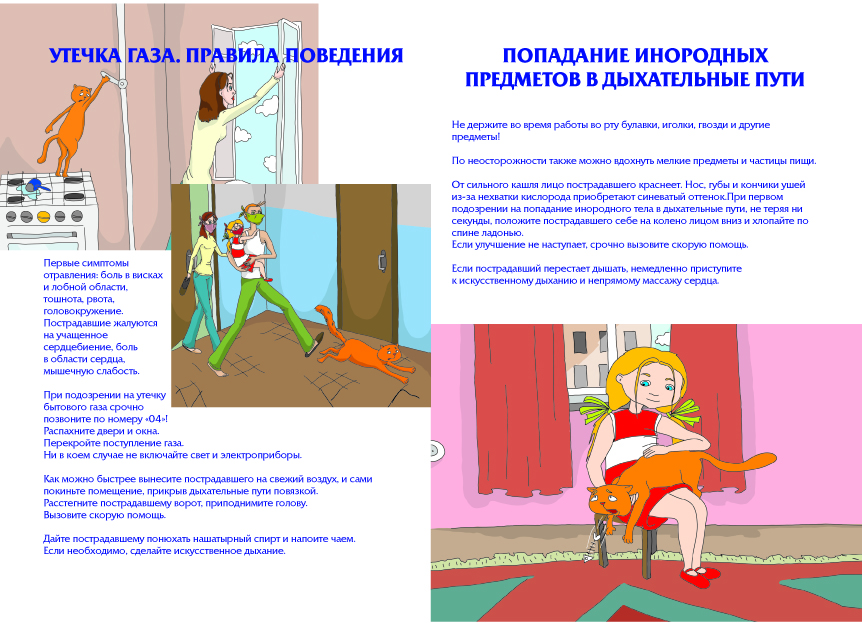 УТЕЧКА ГАЗА. ПРАВИЛА ПОВЕДЕНИЯ
Первые симптомы
отравления: боль в висках
и лобной области,
тошнота, рвота,
головокружение.
Пострадавшие жалуются
на учащенное
сердцебиение, боль
в области сердца,
мышечную слабость.
При подозрении на утечку
бытового газа срочно
позвоните по номеру «04»!
Распахните двери и окна.
Перекройте поступление газа.
Ни в коем случае не включайте свет и электроприборы.
Как можно быстрее вынесите пострадавшего на свежий воздух, и сами
покиньте помещение, прикрыв дыхательные пути повязкой.
Расстегните пострадавшему ворот, приподнимите голову.
Вызовите скорую помощь.
Дайте пострадавшему понюхать нашатырный спирт и напоите чаем.
Если необходимо, сделайте искусственное дыхание.
ПОПАДАНИЕ ИНОРОДНЫХ
ПРЕДМЕТОВ В ДЫХАТЕЛЬНЫЕ ПУТИ
Не держите во время работы во рту булавки, иголки, гвозди и другие
предметы!
По неосторожности также можно вдохнуть мелкие предметы и частицы пищи.
От сильного кашля лицо пострадавшего краснеет. Нос, губы и кончики ушей
из-за нехватки кислорода приобретают синеватый оттенок.При первом
подозрении на попадание инородного тела в дыхательные пути, не теряя ни
секунды, положите пострадавшего себе на колено лицом вниз и хлопайте по
спине ладонью.
Если улучшение не наступает, срочно вызовите скорую помощь.
Если пострадавший перестает дышать, немедленно приступите
к искусственному дыханию и непрямому массажу сердца.